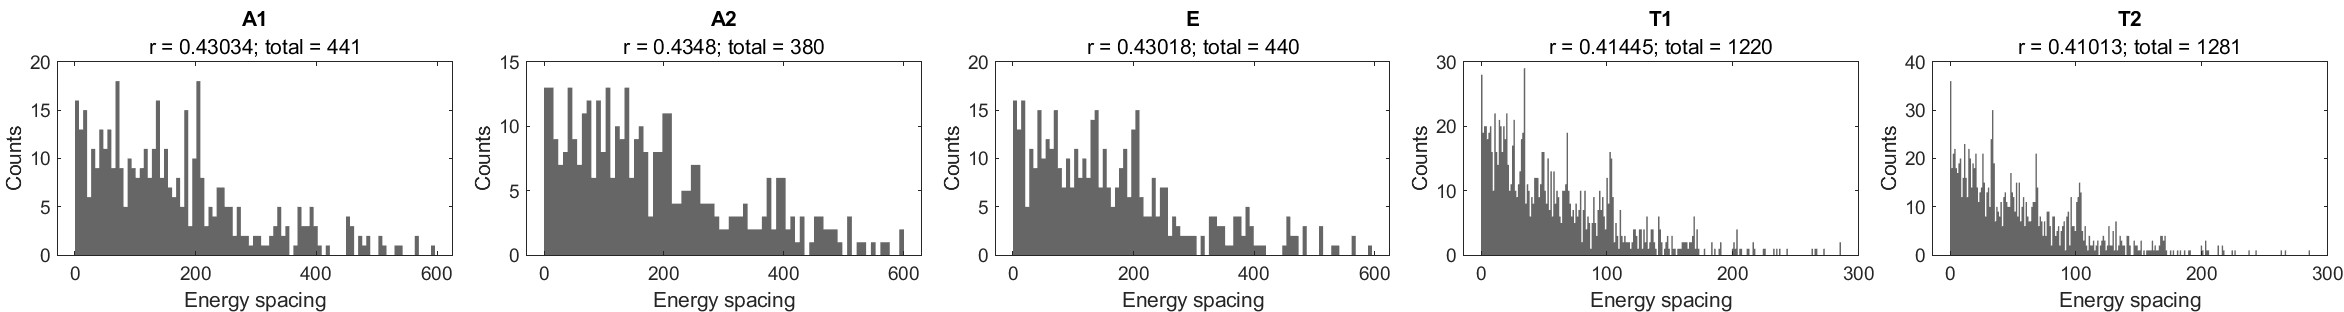 A1
r = 0.43034; total = 441
20
15
10
5
0
Counts
0 200 400 600
Energy spacing
A2
r = 0.4348; total = 380
15
10
5
0
Counts
0 200 400 600
Energy spacing
E
r = 0.43018; total = 440
20
15
10
5
0
Counts
0 200 400 600
Energy spacing
T1
r = 0.41445; total = 1220
30
20
10
0
Counts
0 100 200 300
Energy spacing
T2
r = 0.41013; total = 1281
40
30
20
10
0
Counts
0 100 200 300
Energy spacing